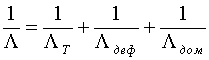 1/Λ = 1/Λ_T + 1/Λ_деф + 1/Λ_дом